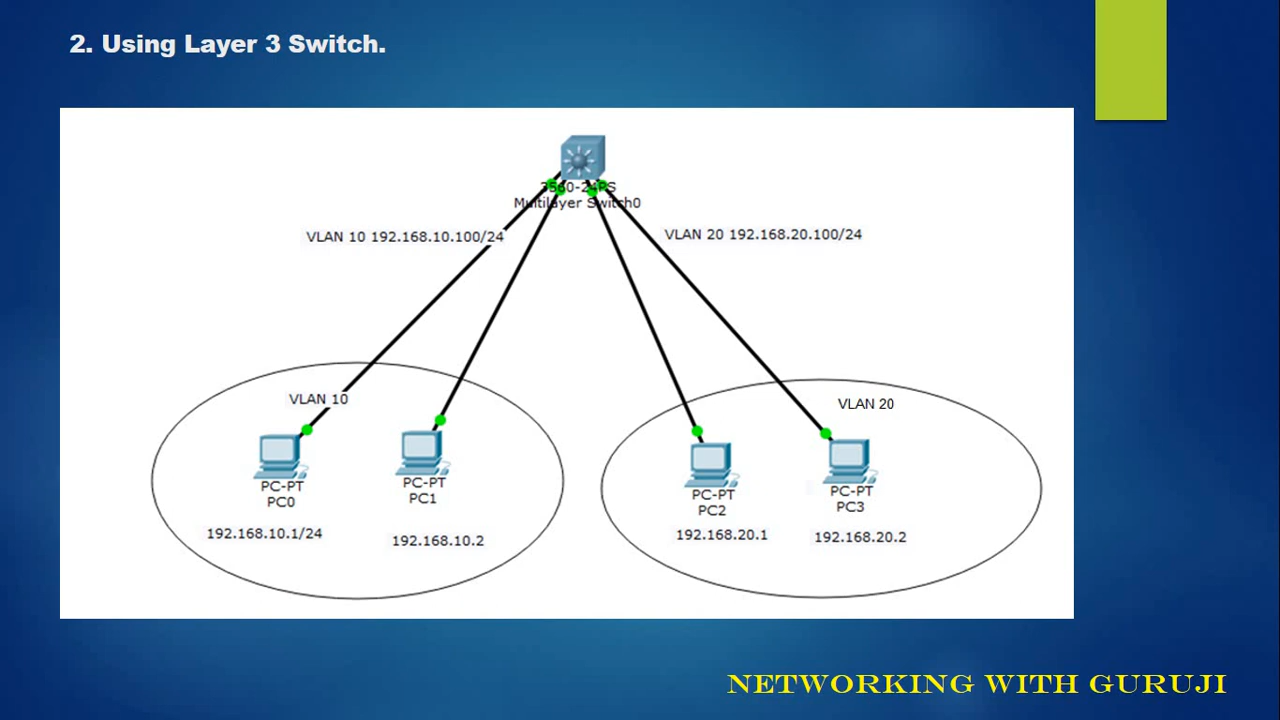 2. Using Layer 3 Switch.
3560-24PS
Multilayer Switch0
VLAN 10 192.168.10.100/24
VLAN 20 192.168.20.100/24
VLAN 10
VLAN 20
PC-PT
PC0
PC-PT
PC1
PC-PT
PC2
PC-PT
PC3
192.168.10.1/24
192.168.10.2
192.168.20.1
192.168.20.2
NETWORKING WITH GURUJI